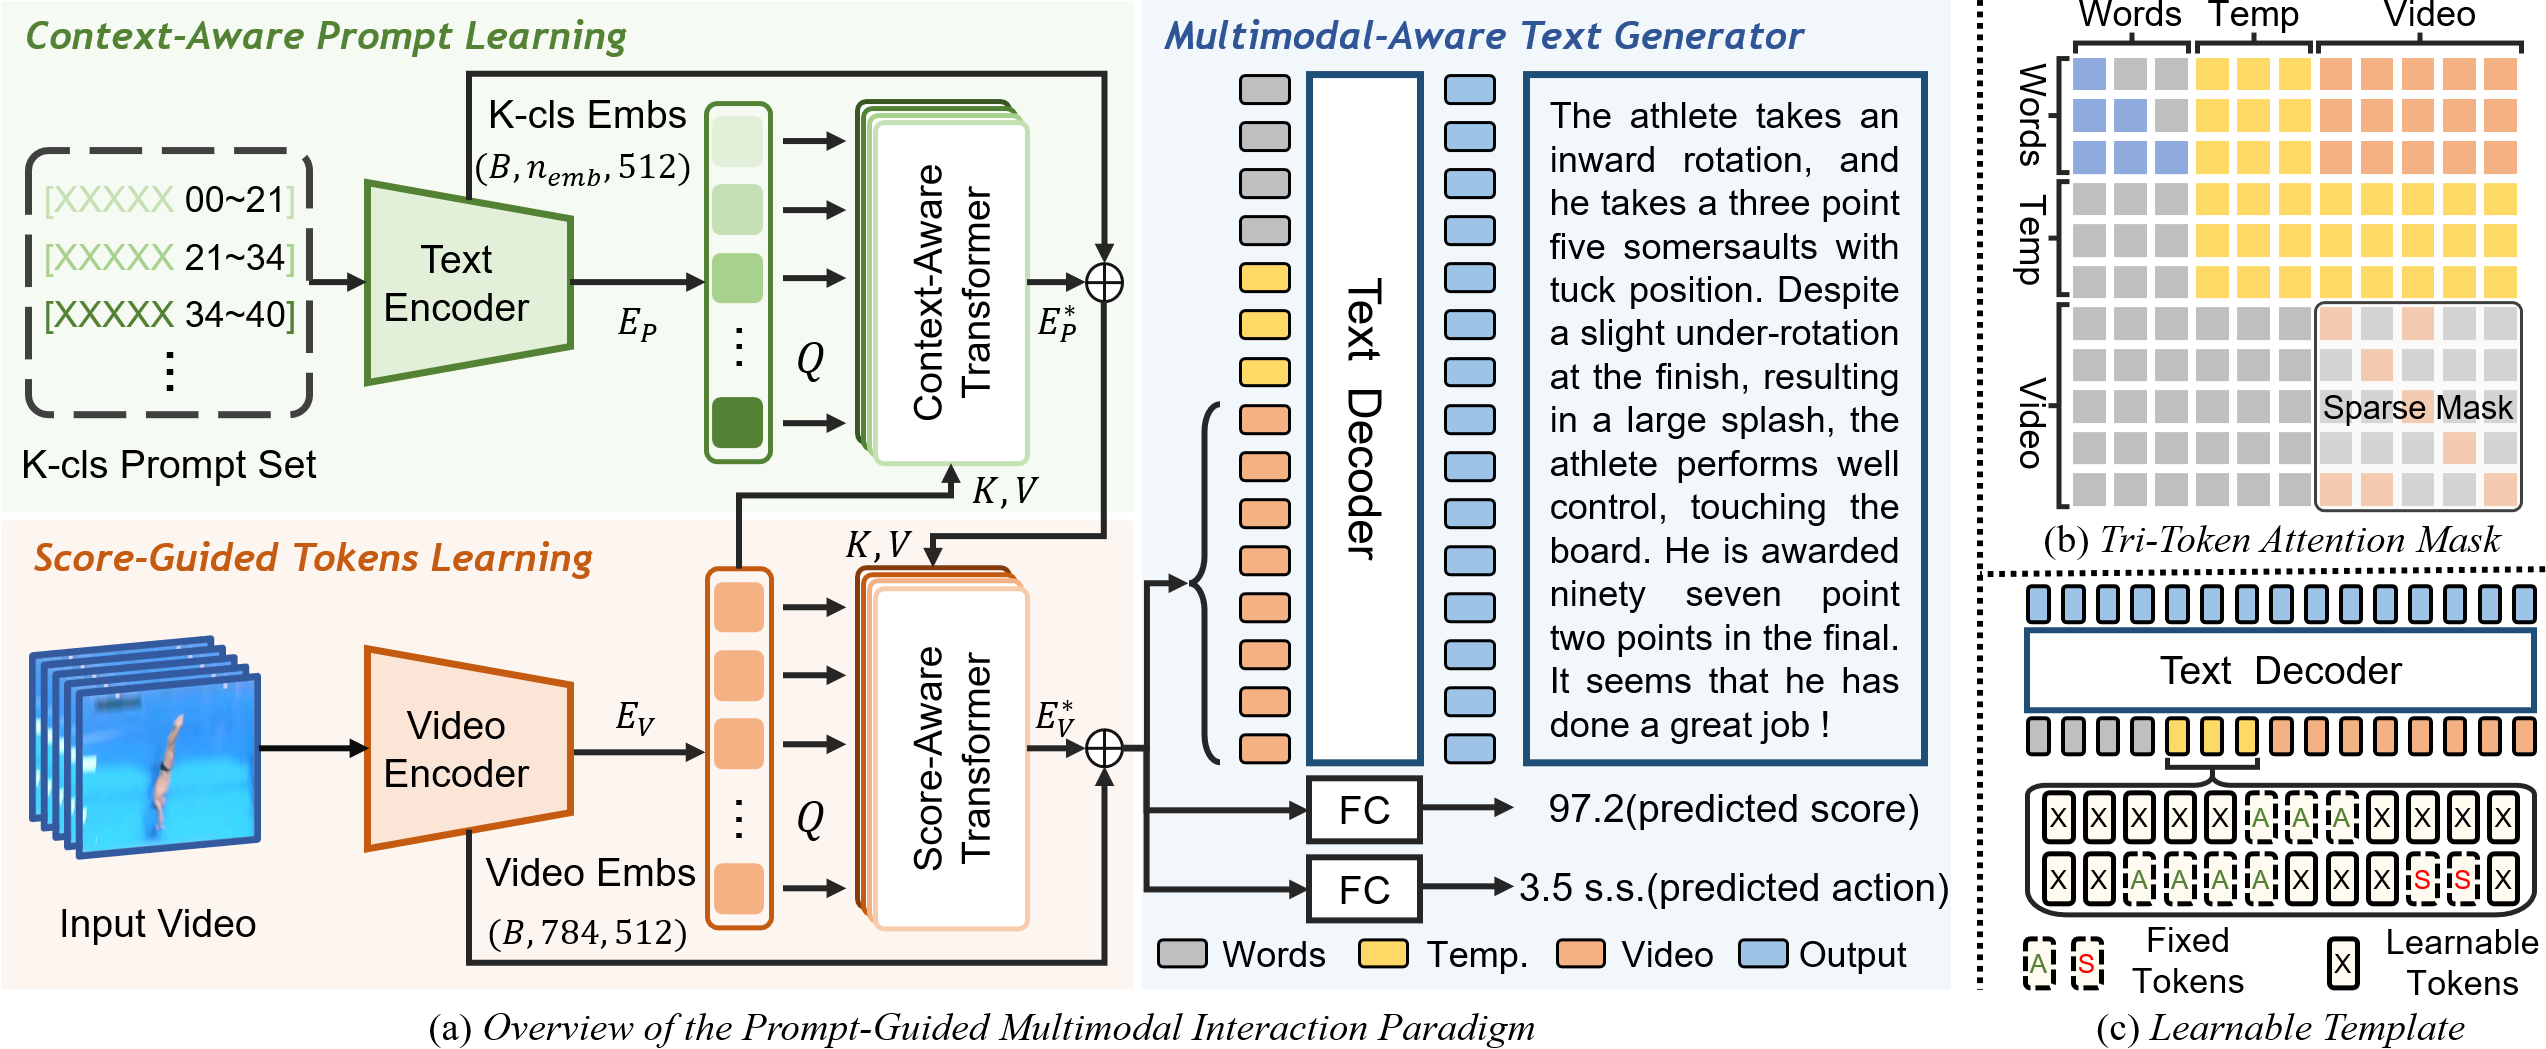 Context-Aware Prompt Learning
K-cls Embs
(B, n_emb, 512)
[XXXXX 00~21]
[XXXXX 21~34]
[XXXXX 34~40]
⋮
K-cls Prompt Set
Text
Encoder
E_P
⋮
Q
Context-Aware
Transformer
E_P^*
K, V
Score-Guided Tokens Learning
K, V
Input Video
Video
Encoder
E_V
⋮
Q
Score-Aware
Transformer
E_V^*
Video Embs
(B, 784, 512)
Multimodal-Aware Text Generator
Text Decoder
The athlete takes an
inward rotation, and
he takes a three point
five somersaults with
tuck position. Despite
a slight under-rotation
at the finish, resulting
in a large splash, the
athlete performs well
control, touching the
board. He is awarded
ninety seven point
two points in the final.
It seems that he has
done a great job !
FC
97.2(predicted score)
FC
3.5 s.s.(predicted action)
Words
Temp.
Video
Output
(a) Overview of the Prompt-Guided Multimodal Interaction Paradigm
Words Temp Video
Words
Temp
Video
Sparse Mask
(b) Tri-Token Attention Mask
Text Decoder
X X X X X A A A X X X X
X X A A A A X X X S S X
A S
Fixed
Tokens
X
Learnable
Tokens
(c) Learnable Template